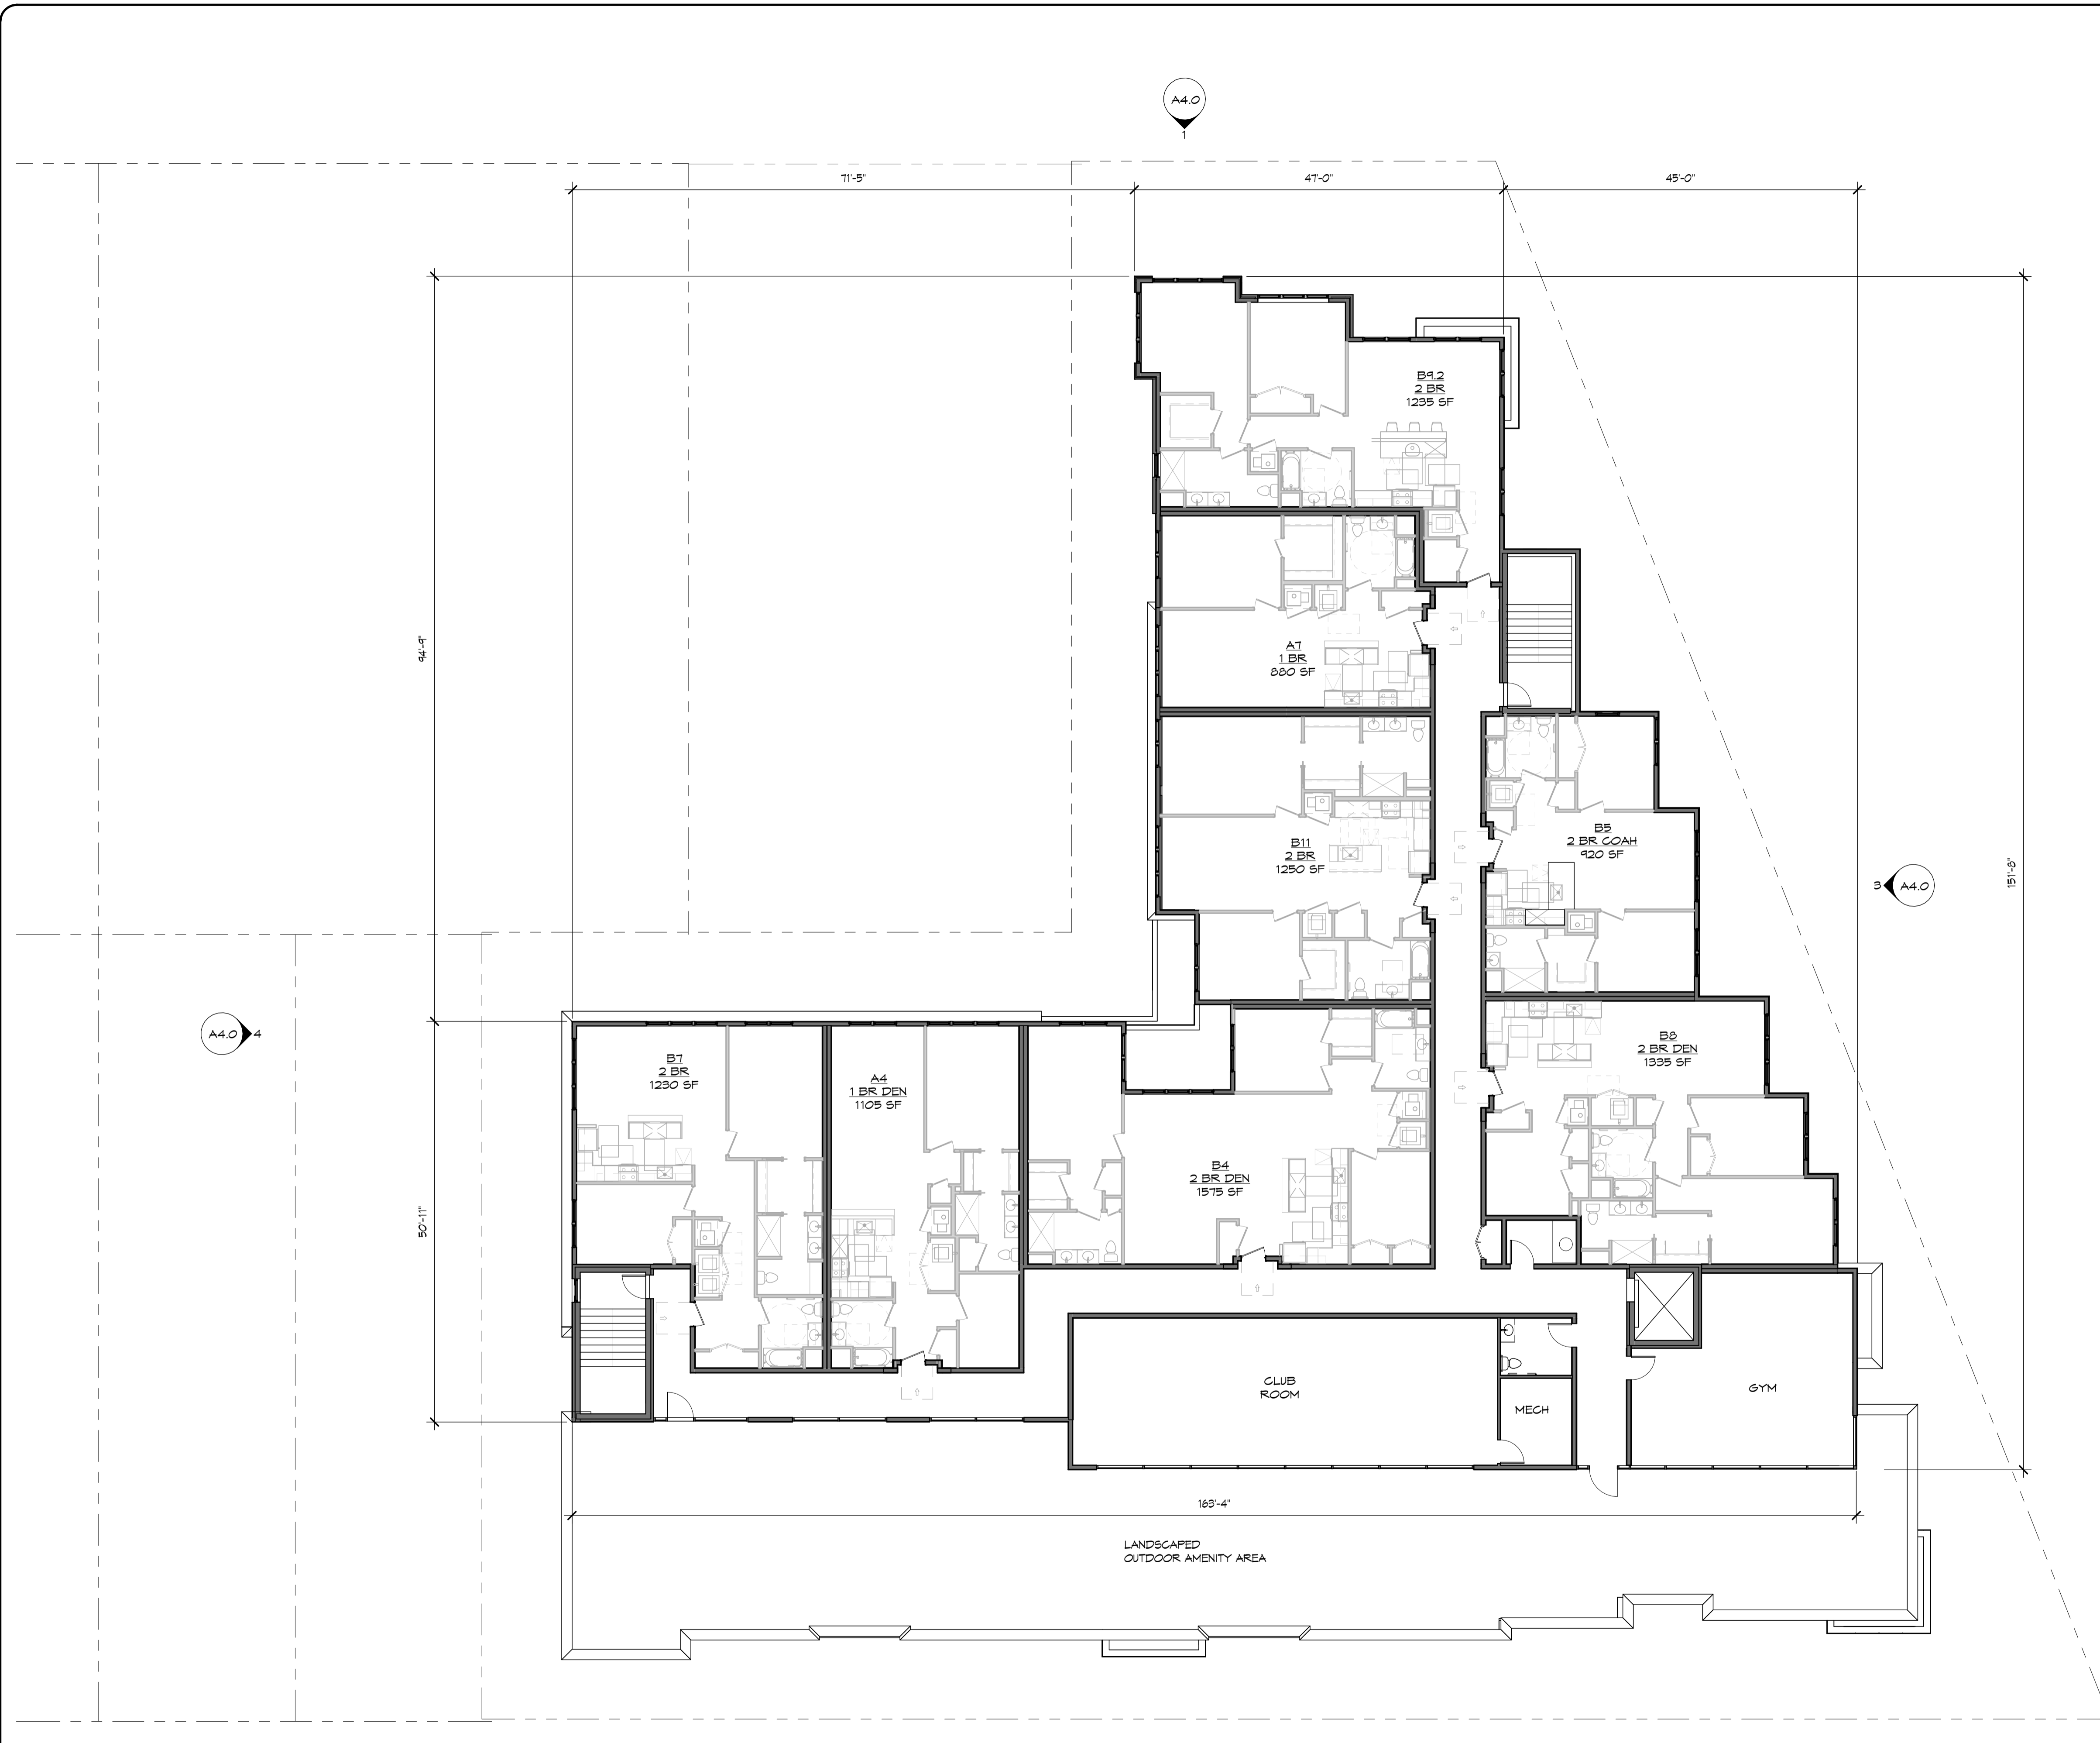 A4.0
1
71'-5"
47'-0"
45'-0"
B9.2
2 BR
1235 SF
94'-9"
A7
1 BR
880 SF
B11
2 BR
1250 SF
B5
2 BR COAH
920 SF
151'-8"
3
A4.0
A4.0
4
B7
2 BR
1230 SF
A4
1 BR DEN
1105 SF
B8
2 BR DEN
1335 SF
B4
2 BR DEN
1575 SF
50'-11"
CLUB
ROOM
MECH
GYM
163'-4"
LANDSCAPED
OUTDOOR AMENITY AREA